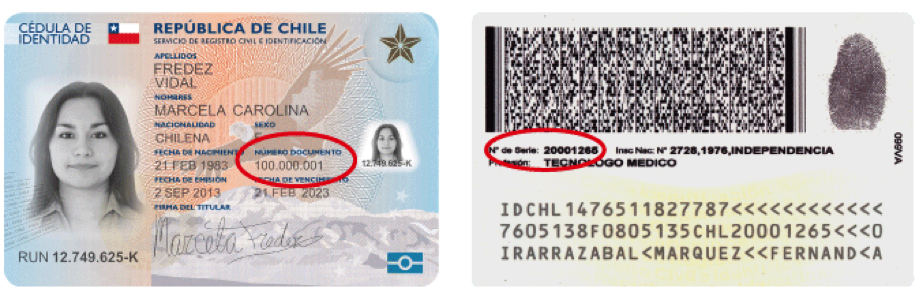 CÉDULA DE
IDENTIDAD
REPÚBLICA DE CHILE
SERVICIO DE REGISTRO CIVIL E IDENTIFICACIÓN
APELLIDOS
FREDEZ
VIDAL
NOMBRES
MARCELA CAROLINA
NACIONALIDAD SEXO
CHILENA F
FECHA DE NACIMIENTO NÚMERO DOCUMENTO
21 FEB 1983 100.000.001
12.749.625-K
FECHA DE EMISIÓN FECHA DE VENCIMIENTO
2 SEP 2013 21 FEB 2023
FIRMA DEL TITULAR
Marcela Fredez
RUN 12.749.625-K
N° de Serie: 20001265 Insc Nac: N° 2728,1976,INDEPENDENCIA
Profesión: TECNOLOGO MEDICO
IDCHL1476511827787<<<<<<<<<<<<
7605138F0805135CHL20001265<<<0
IRARRAZABAL<MARQUEZ<<FERNAND<A